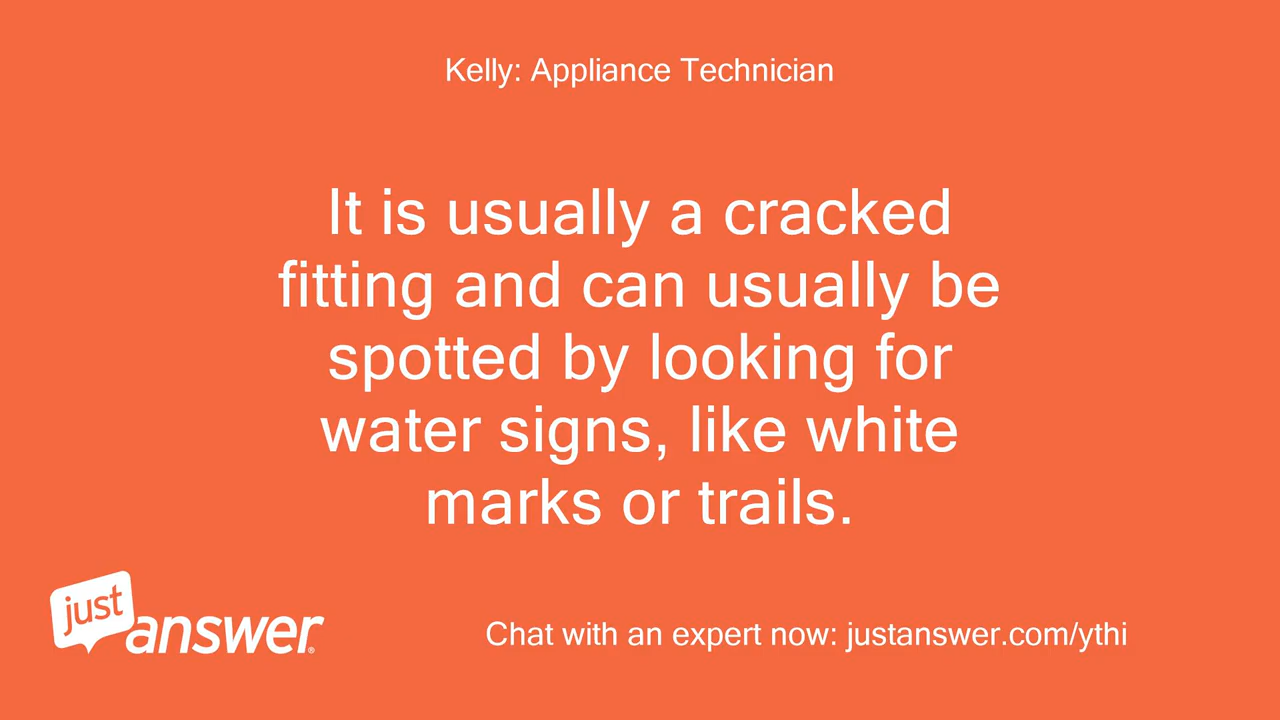 Kelly: Appliance Technician
It is usually a cracked
fitting and can usually be
spotted by looking for
water signs, like white
marks or trails.
just
answer®
Chat with an expert now: justanswer.com/ythi